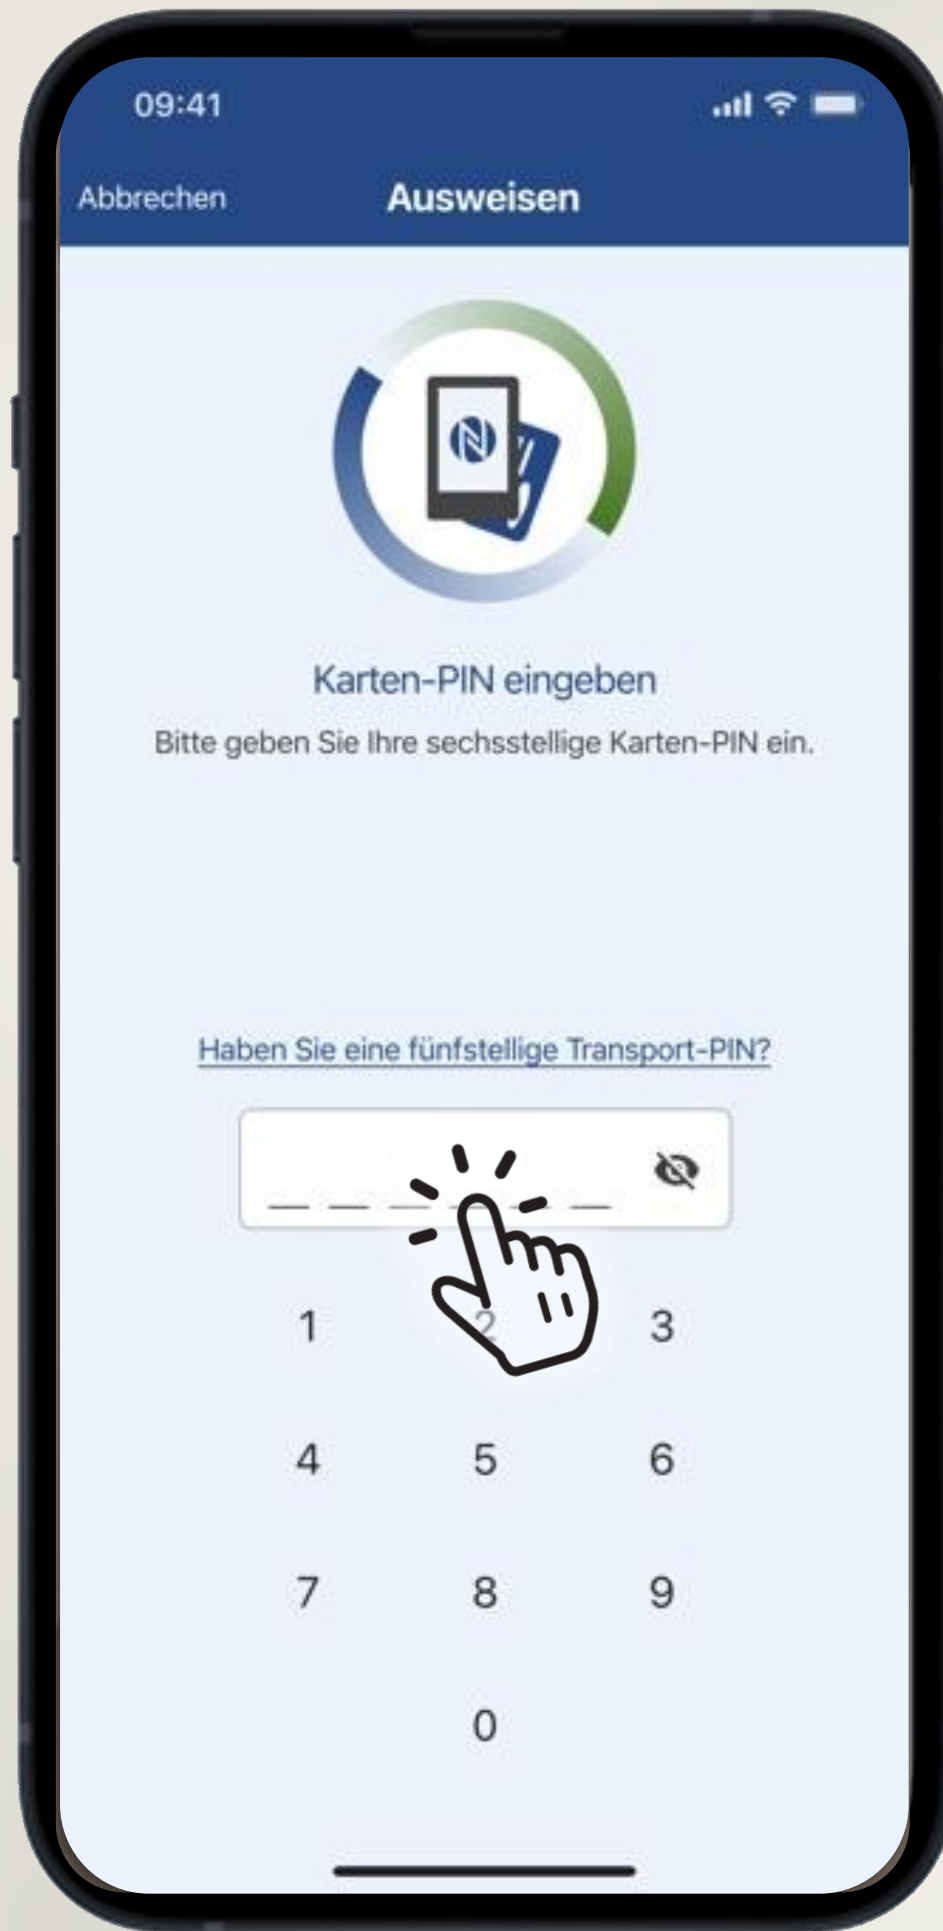 09:41
Abbrechen Ausweisen
Karten-PIN eingeben
Bitte geben Sie Ihre sechsstellige Karten-PIN ein.
Haben Sie eine fünfstellige Transport-PIN?
1 2 3
4 5 6
7 8 9
0